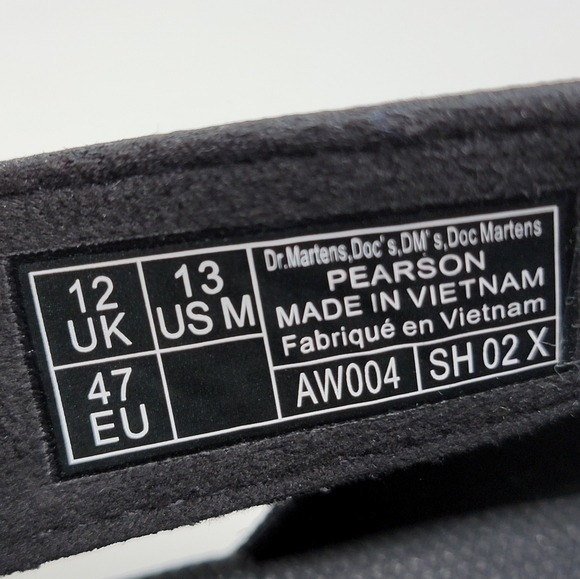 12
UK
13
US M
47
EU
Dr.Martens,Doc's,DM's,Doc Martens
PEARSON
MADE IN VIETNAM
Fabriqué en Vietnam
AW004
SH 02 X